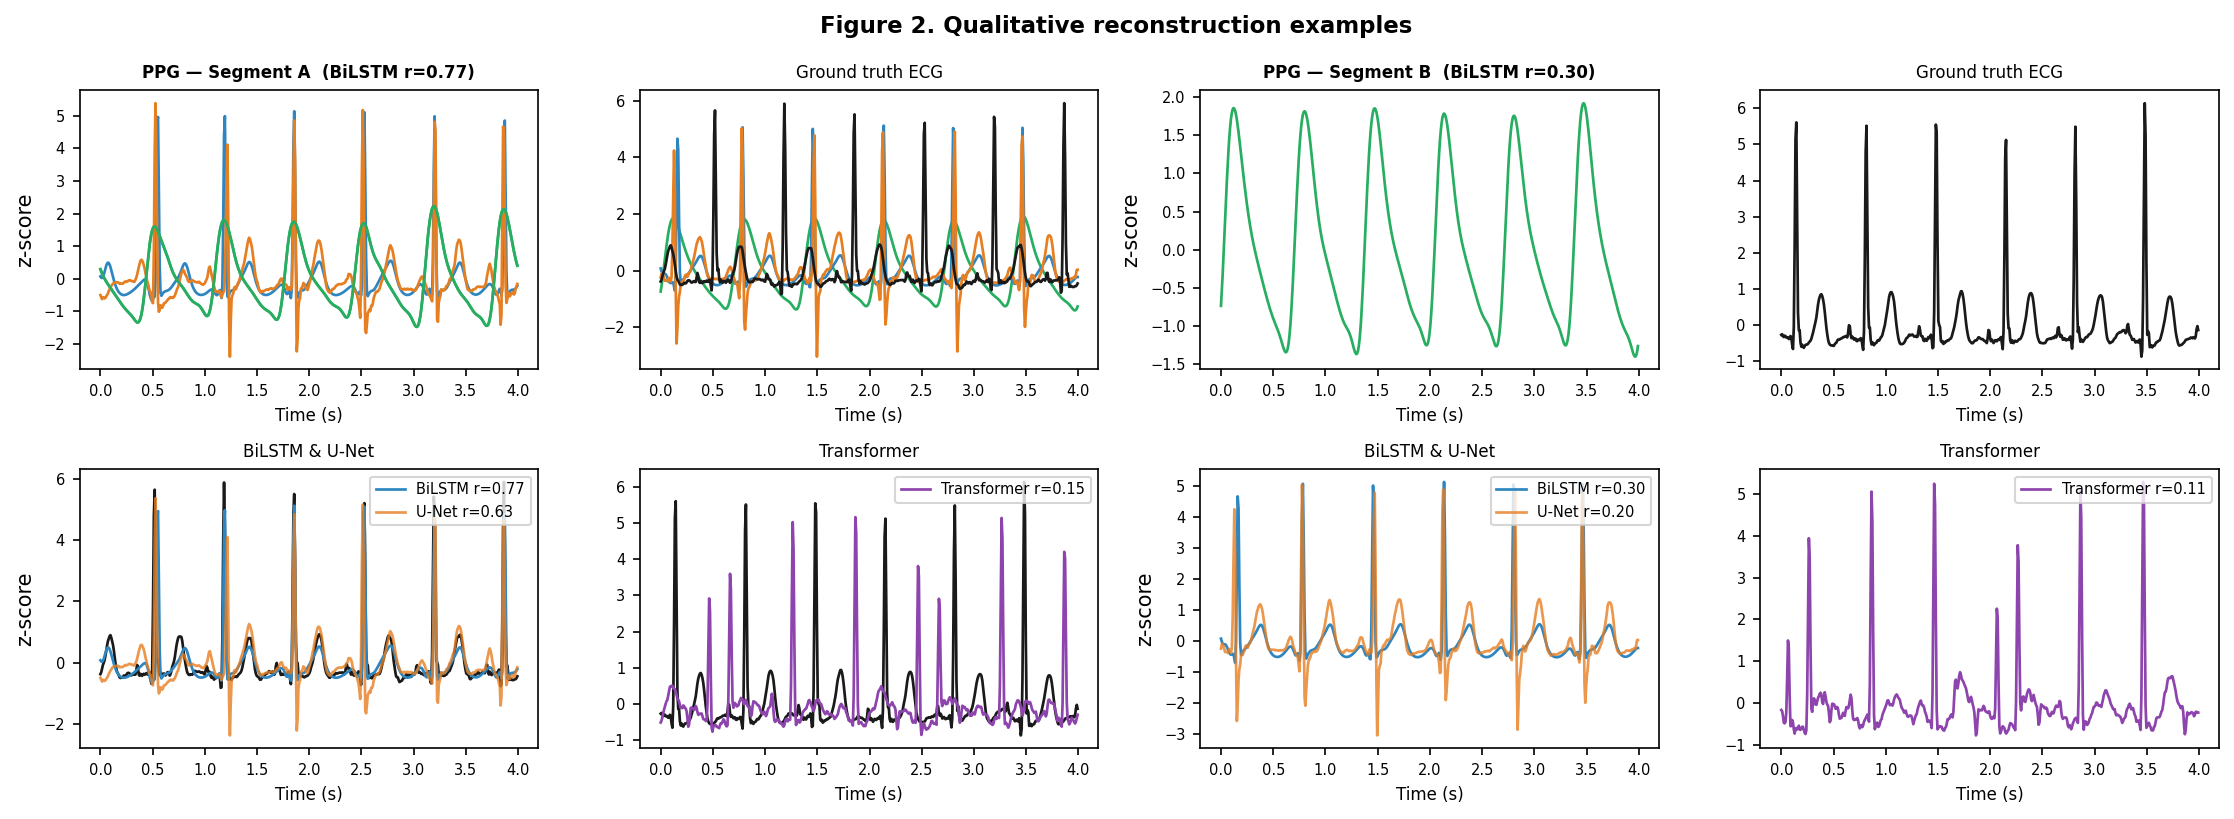 Figure 2. Qualitative reconstruction examples
PPG — Segment A  (BiLSTM r=0.77)
z-score
5
4
3
2
1
0
−1
−2
0.0 0.5 1.0 1.5 2.0 2.5 3.0 3.5 4.0
Time (s)
Ground truth ECG
6
4
2
0
−2
0.0 0.5 1.0 1.5 2.0 2.5 3.0 3.5 4.0
Time (s)
PPG — Segment B  (BiLSTM r=0.30)
z-score
2.0
1.5
1.0
0.5
0.0
−0.5
−1.0
−1.5
0.0 0.5 1.0 1.5 2.0 2.5 3.0 3.5 4.0
Time (s)
Ground truth ECG
6
5
4
3
2
1
0
−1
0.0 0.5 1.0 1.5 2.0 2.5 3.0 3.5 4.0
Time (s)
BiLSTM & U-Net
BiLSTM r=0.77
U-Net r=0.63
z-score
6
4
2
0
−2
0.0 0.5 1.0 1.5 2.0 2.5 3.0 3.5 4.0
Time (s)
Transformer
Transformer r=0.15
6
5
4
3
2
1
0
−1
0.0 0.5 1.0 1.5 2.0 2.5 3.0 3.5 4.0
Time (s)
BiLSTM & U-Net
BiLSTM r=0.30
U-Net r=0.20
z-score
5
4
3
2
1
0
−1
−2
−3
0.0 0.5 1.0 1.5 2.0 2.5 3.0 3.5 4.0
Time (s)
Transformer
Transformer r=0.11
5
4
3
2
1
0
−1
0.0 0.5 1.0 1.5 2.0 2.5 3.0 3.5 4.0
Time (s)